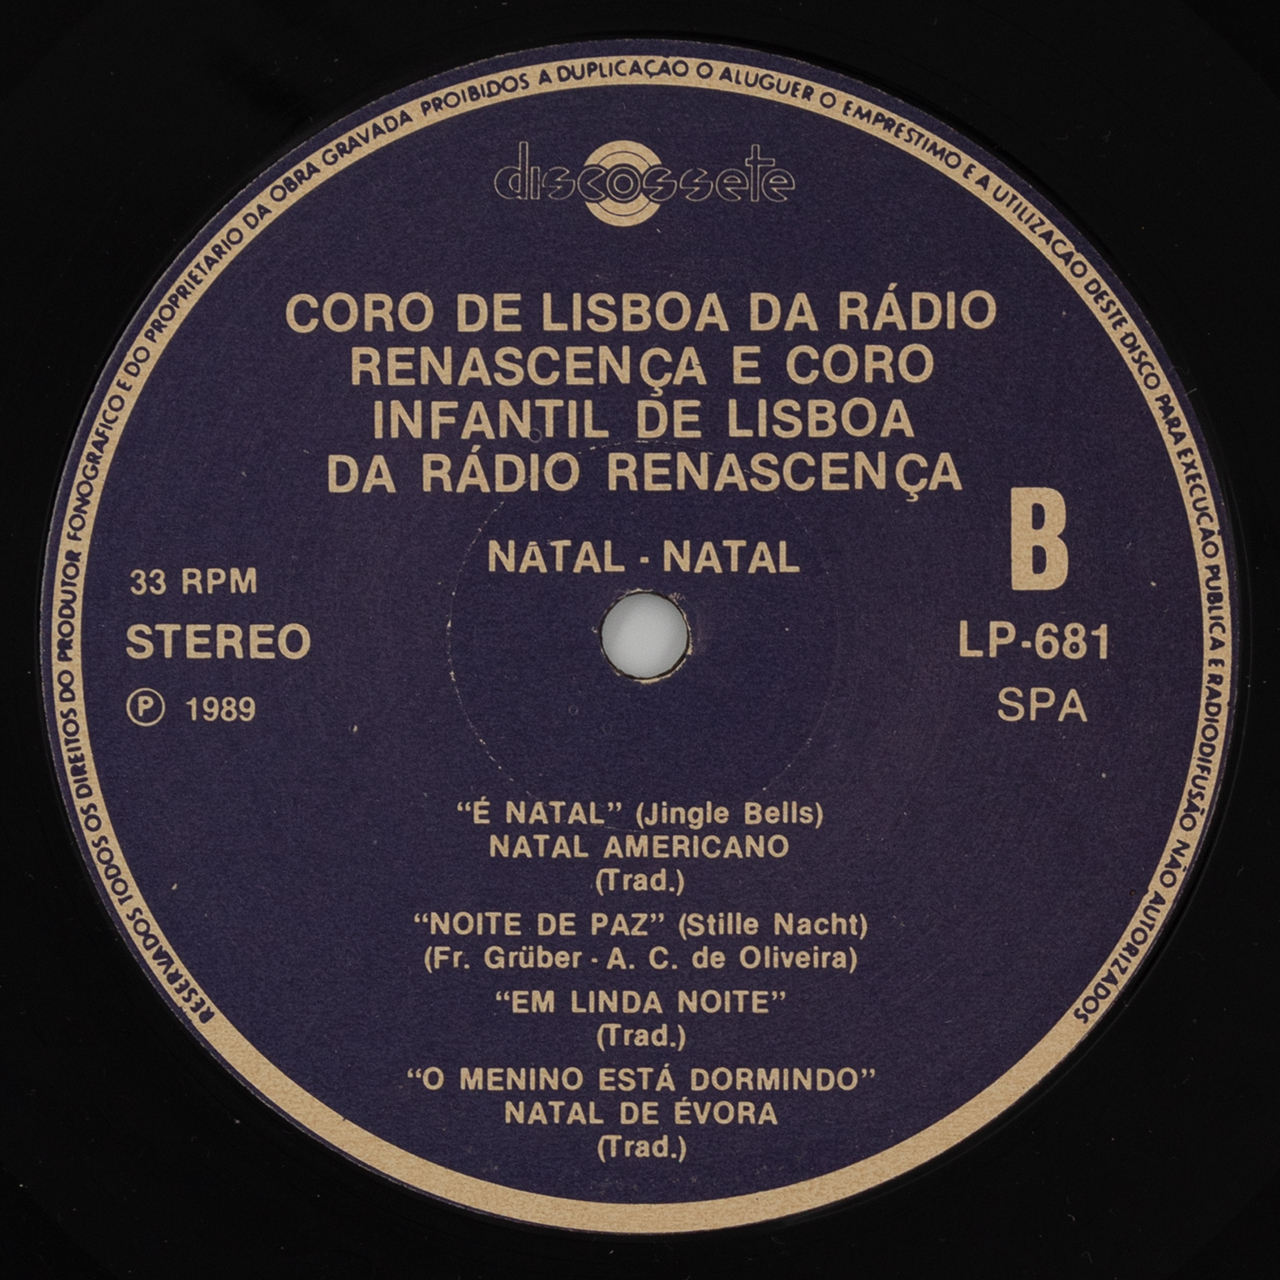 RESERVADOS TODOS OS DIREITOS DO PRODUTOR FONOGRAFICO E DO PROPRIETARIO DA OBRA GRAVADA PROIBIDOS A DUPLICAÇAO O ALUGUER O EMPRESTIMO E A UTILIZACAO DESTE DISCO PARA EXECUCÃO PUBLICA E RADIODIFUSÃO NÃO AUTORIZADOS
discossete
CORO DE LISBOA DA RÁDIO
RENASCENÇA E CORO
INFANTIL DE LISBOA
DA RÁDIO RENASCENÇA
NATAL - NATAL
33 RPM
STEREO
Ⓟ 1989
B
LP-681
SPA
“É NATAL” (Jingle Bells)
NATAL AMERICANO
(Trad.)
“NOITE DE PAZ” (Stille Nacht)
(Fr. Grüber - A. C. de Oliveira)
“EM LINDA NOITE”
(Trad.)
“O MENINO ESTÁ DORMINDO”
NATAL DE ÉVORA
(Trad.)